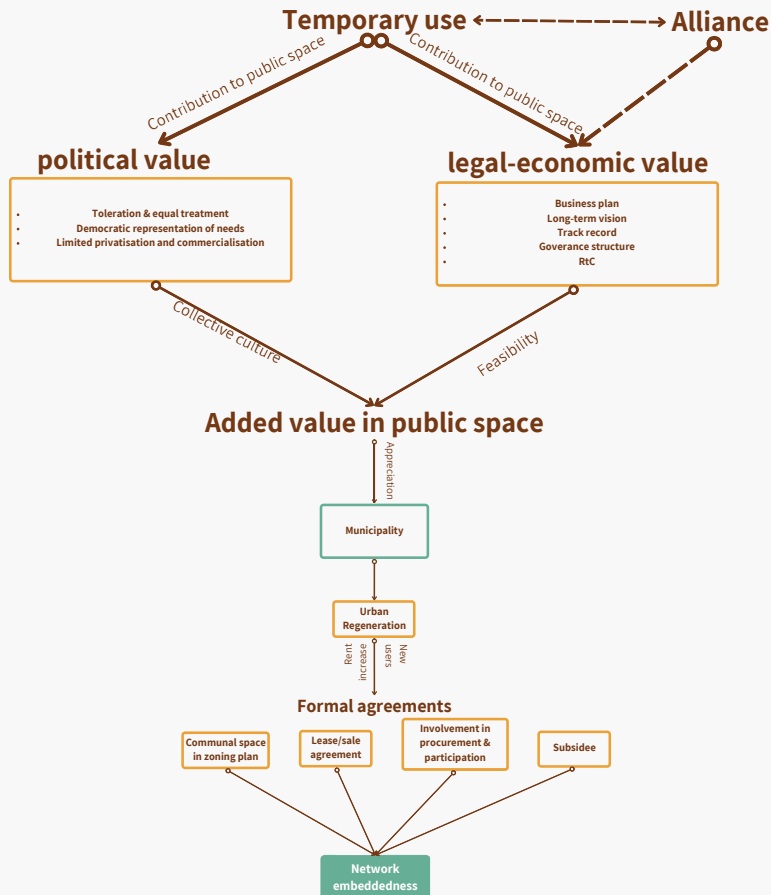 Temporary use
Alliance
Contribution to public space
Contribution to public space
political value
legal-economic value
• Toleration & equal treatment
• Democratic representation of needs
• Limited privatisation and commercialisation
• Business plan
• Long-term vision
• Track record
• Goverance structure
• RtC
Collective culture
Feasibility
Added value in public space
Appreciation
Municipality
Urban
Regeneration
Rent
increase
New
users
Formal agreements
Communal space
in zoning plan
Lease/sale
agreement
Involvement in
procurement &
participation
Subsidee
Network
embeddedness